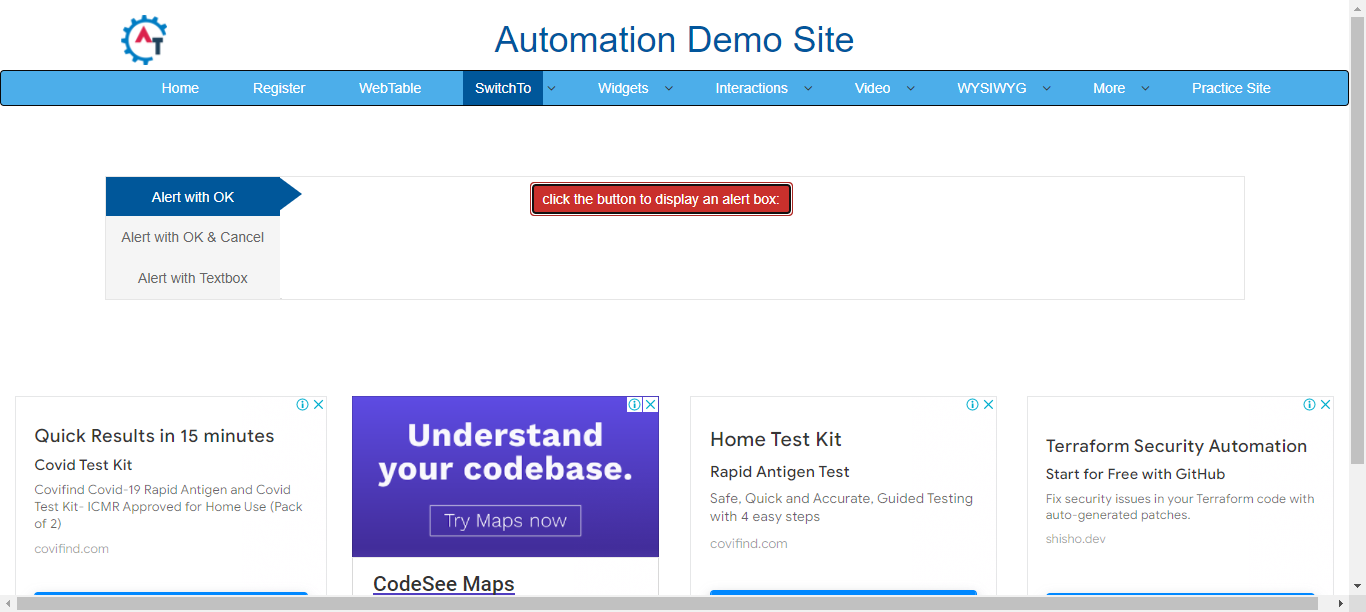 AT
Automation Demo Site
Home Register WebTable SwitchTo Widgets Interactions Video WYSIWYG More Practice Site
Alert with OK
click the button to display an alert box:
Alert with OK & Cancel
Alert with Textbox
Quick Results in 15 minutes
Covid Test Kit
Covifind Covid-19 Rapid Antigen and Covid
Test Kit- ICMR Approved for Home Use (Pack
of 2)
covifind.com
Understand
your codebase.
Try Maps now
CodeSee Maps
Home Test Kit
Rapid Antigen Test
Safe, Quick and Accurate, Guided Testing
with 4 easy steps
covifind.com
Terraform Security Automation
Start for Free with GitHub
Fix security issues in your Terraform code with
auto-generated patches.
shisho.dev